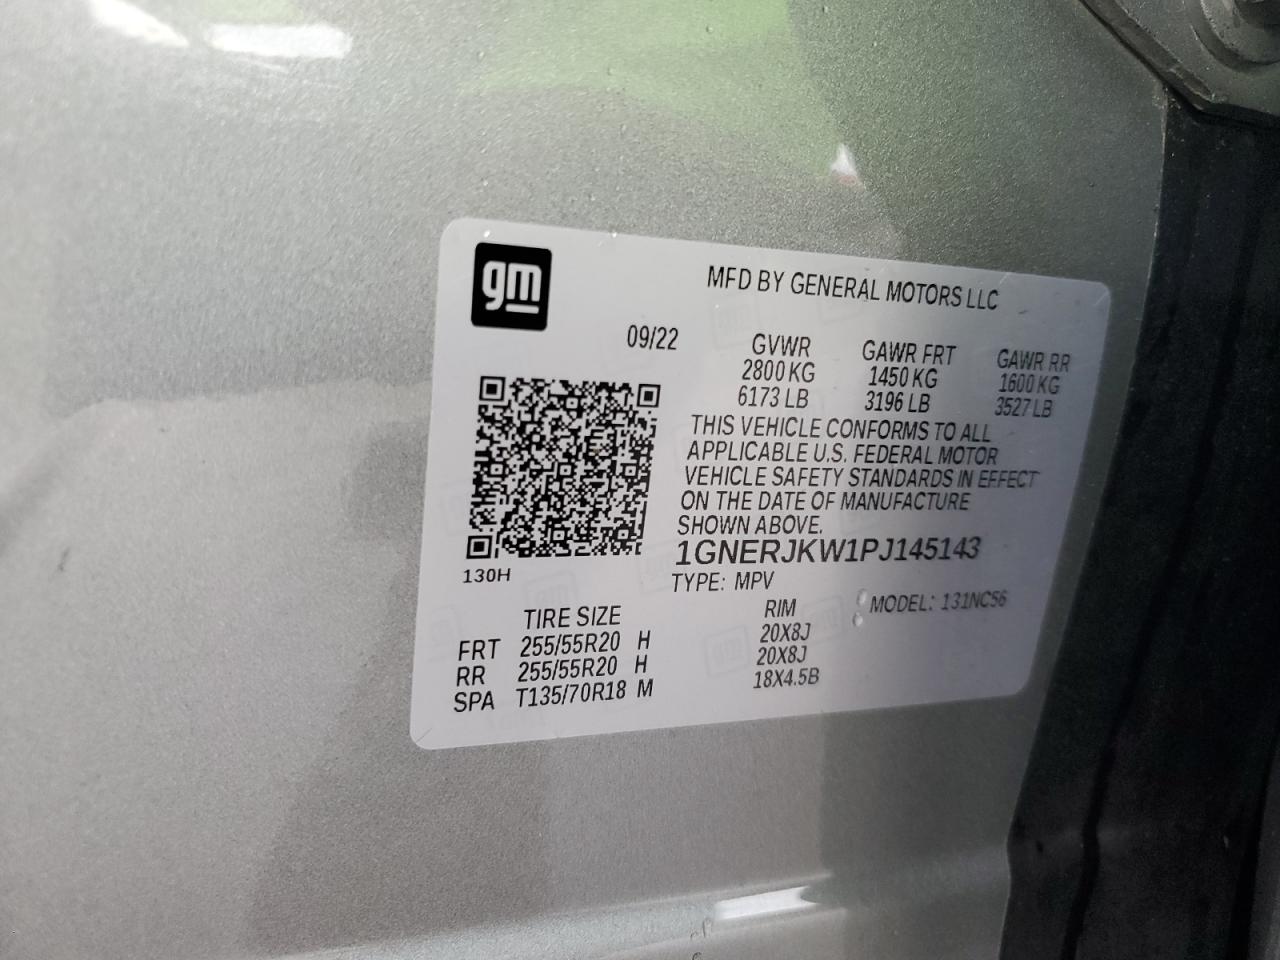 gm
MFD BY GENERAL MOTORS LLC
09/22 GVWR GAWR FRT GAWR RR
2800 KG 1450 KG 1600 KG
6173 LB 3196 LB 3527 LB
THIS VEHICLE CONFORMS TO ALL
APPLICABLE U.S. FEDERAL MOTOR
VEHICLE SAFETY STANDARDS IN EFFECT
ON THE DATE OF MANUFACTURE
SHOWN ABOVE.
1GNERJKW1PJ145143
130H
TYPE: MPV MODEL: 131NC56
TIRE SIZE RIM
FRT 255/55R20 H 20X8J
RR 255/55R20 H 20X8J
SPA T135/70R18 M 18X4.5B